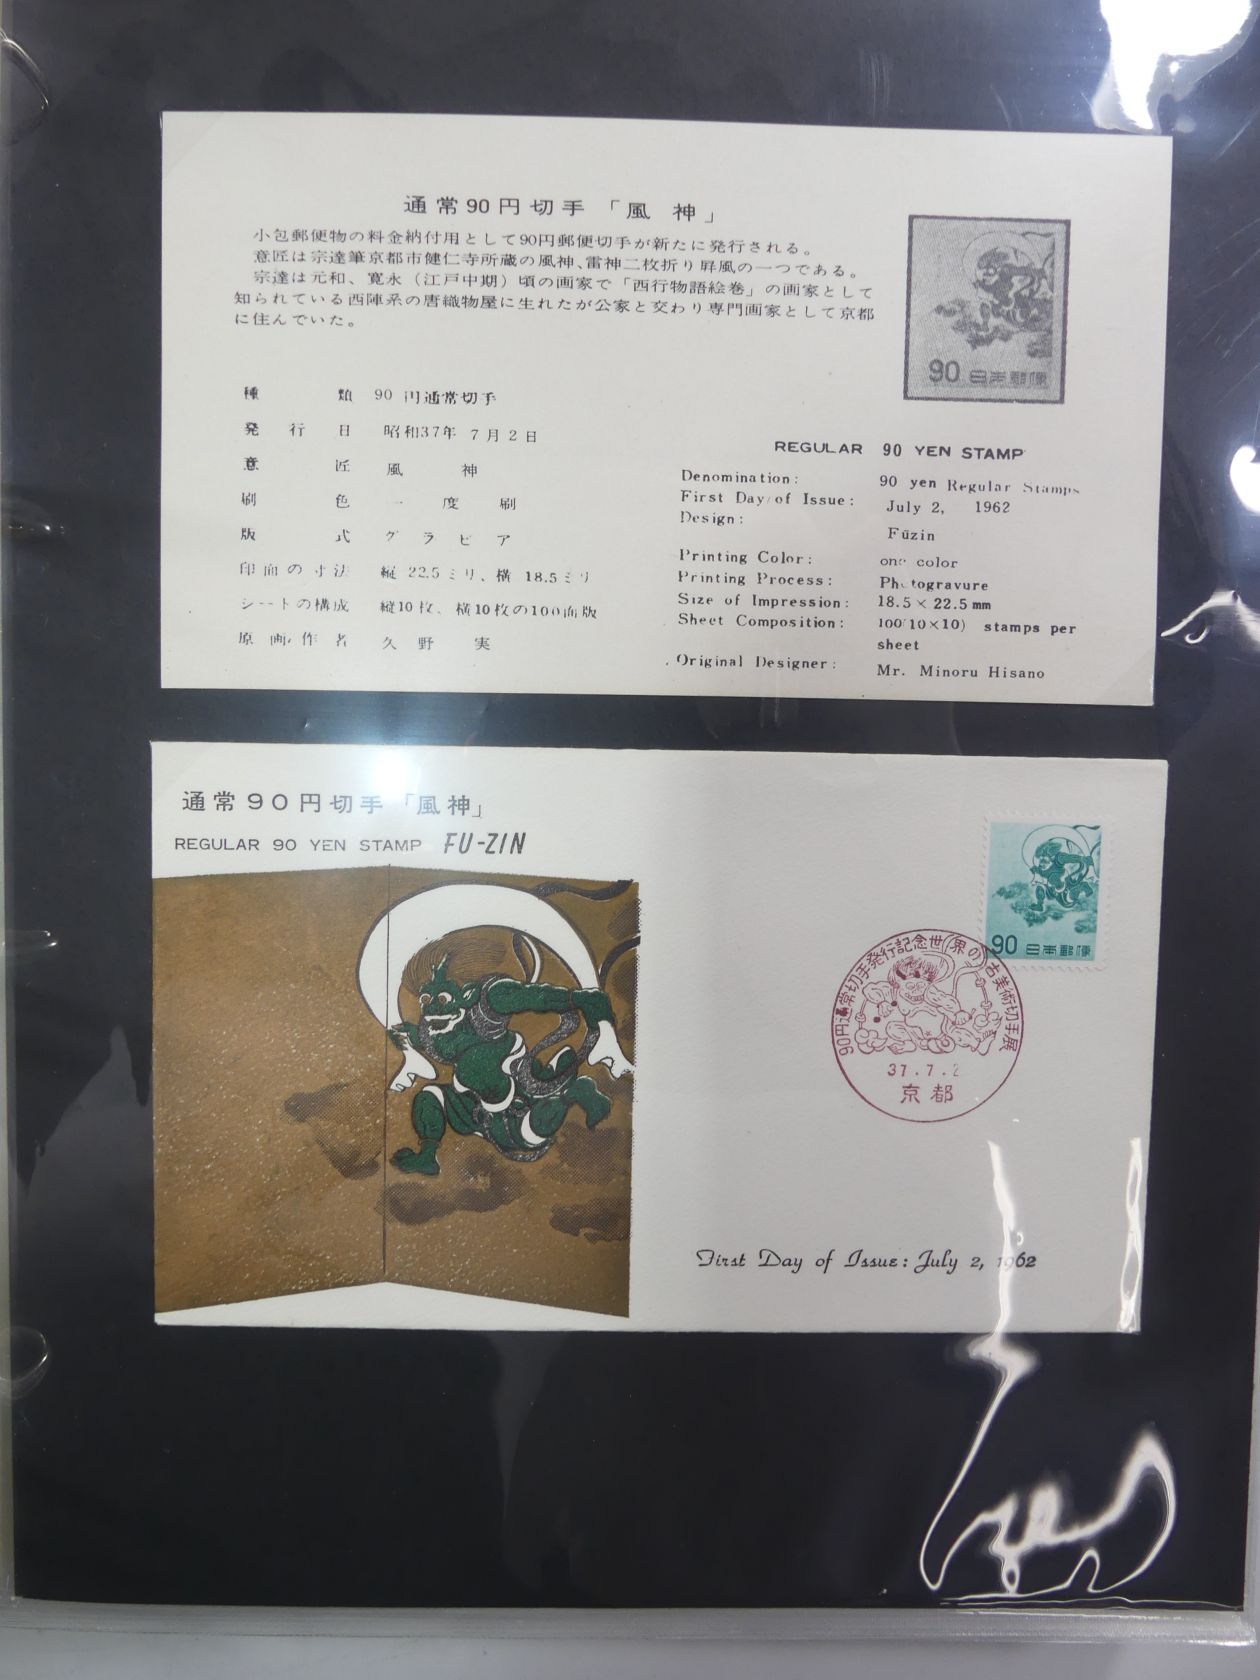 通常90円切手「風 神」
小包郵便物の料金納付用として90円郵便切手が新たに発行される。
意匠は宗達筆京都市健仁寺所蔵の風神、雷神二枚折り屏風の一つである。
宗達は元和、寛永（江戸中期）頃の画家で「西行物語絵巻」の画家として
知られている西陣系の唐織物屋に生れたが公家と交わり専門画家として京都
に住んでいた。
90 日本郵便
種 類 90 円通常切手
発 行 日 昭和37年 7月2日
意 匠 風 神
刷 色 一 度 刷
版 式 グ ラ ビ ア
印面の寸法 縦 22.5ミリ、横 18.5ミリ
シートの構成 縦10枚、横10枚の100面版
原 画 作 者 久 野 実
REGULAR 90 YEN STAMP
Denomination: 90 yen Regular Stamps
First Day of Issue: July 2, 1962
Design: Fūzin
Printing Color: one color
Printing Process: Photogravure
Size of Impression: 18.5 × 22.5 mm
Sheet Composition: 100(10×10) stamps per
sheet
Original Designer: Mr. Minoru Hisano
通常90円切手「風神」
REGULAR 90 YEN STAMP FU-ZIN
90 日本郵便
90円通常切手発行記念世界の古美術切手展
37.7.2
京都
First Day of Issue: July 2, 1962